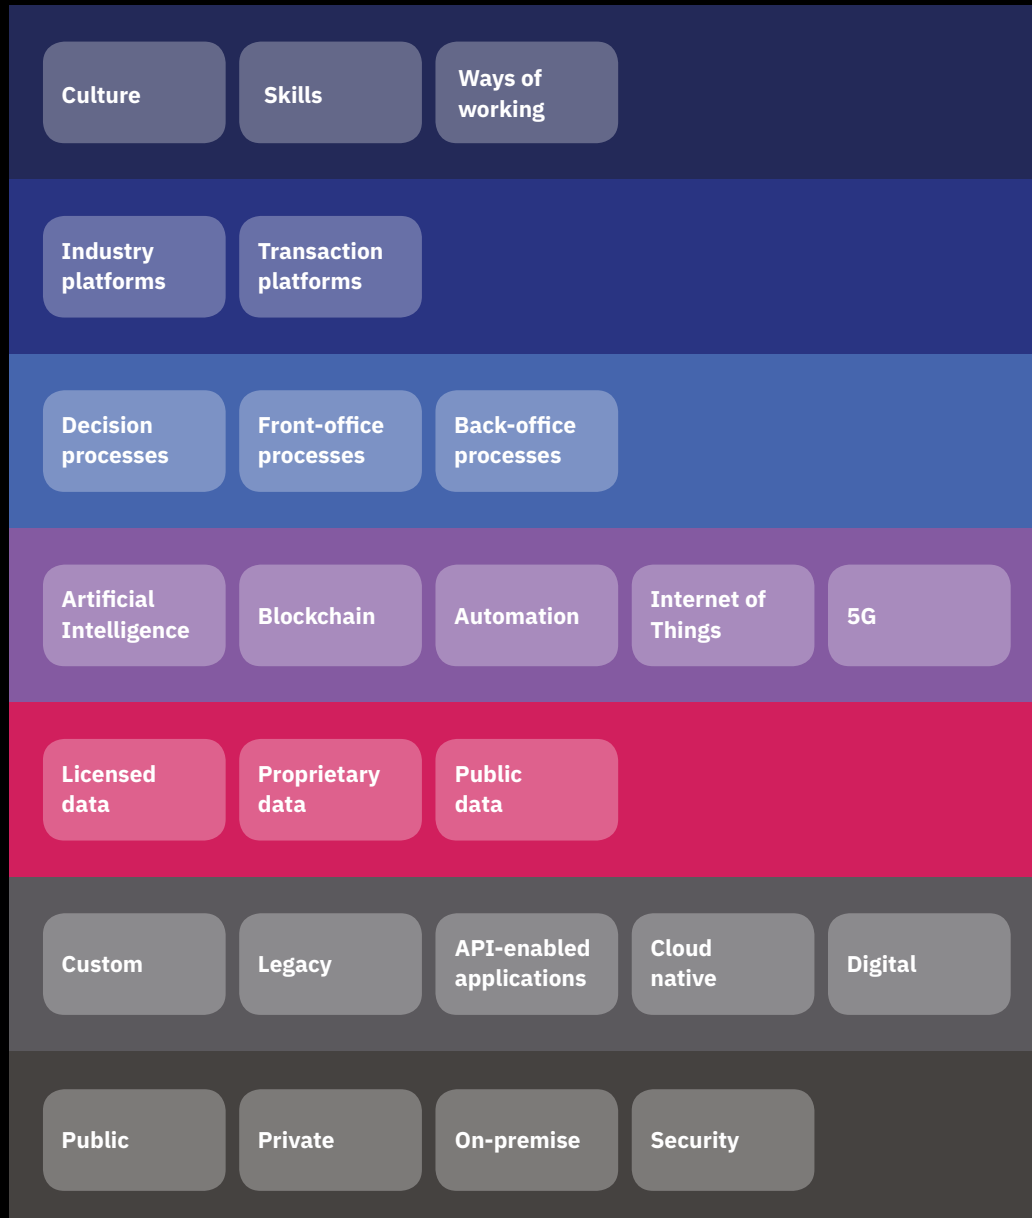 Culture
Skills
Ways of
working
Industry
platforms
Transaction
platforms
Decision
processes
Front-office
processes
Back-office
processes
Artificial
Intelligence
Blockchain
Automation
Internet of
Things
5G
Licensed
data
Proprietary
data
Public
data
Custom
Legacy
API-enabled
applications
Cloud
native
Digital
Public
Private
On-premise
Security